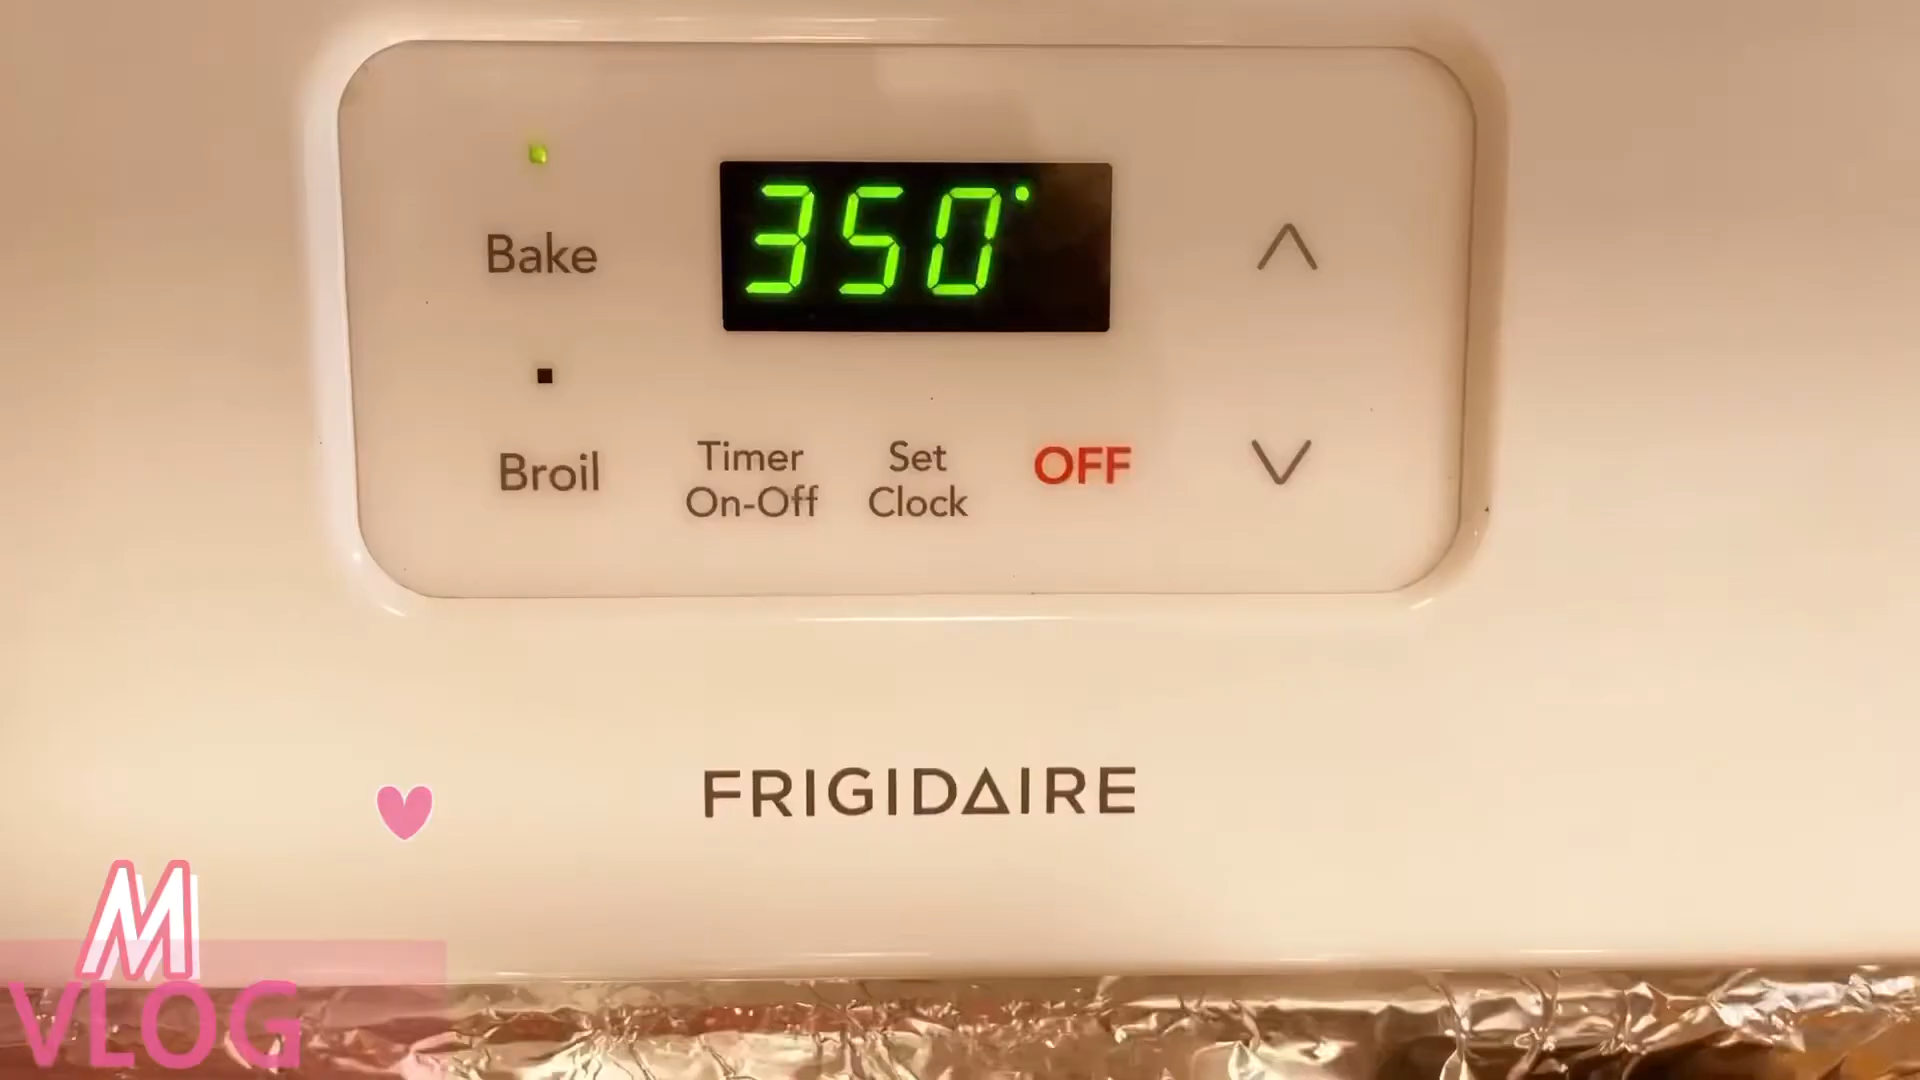 Bake
350°
Broil
Timer
On-Off
Set
Clock
OFF
FRIGIDAIRE
M
VLOG